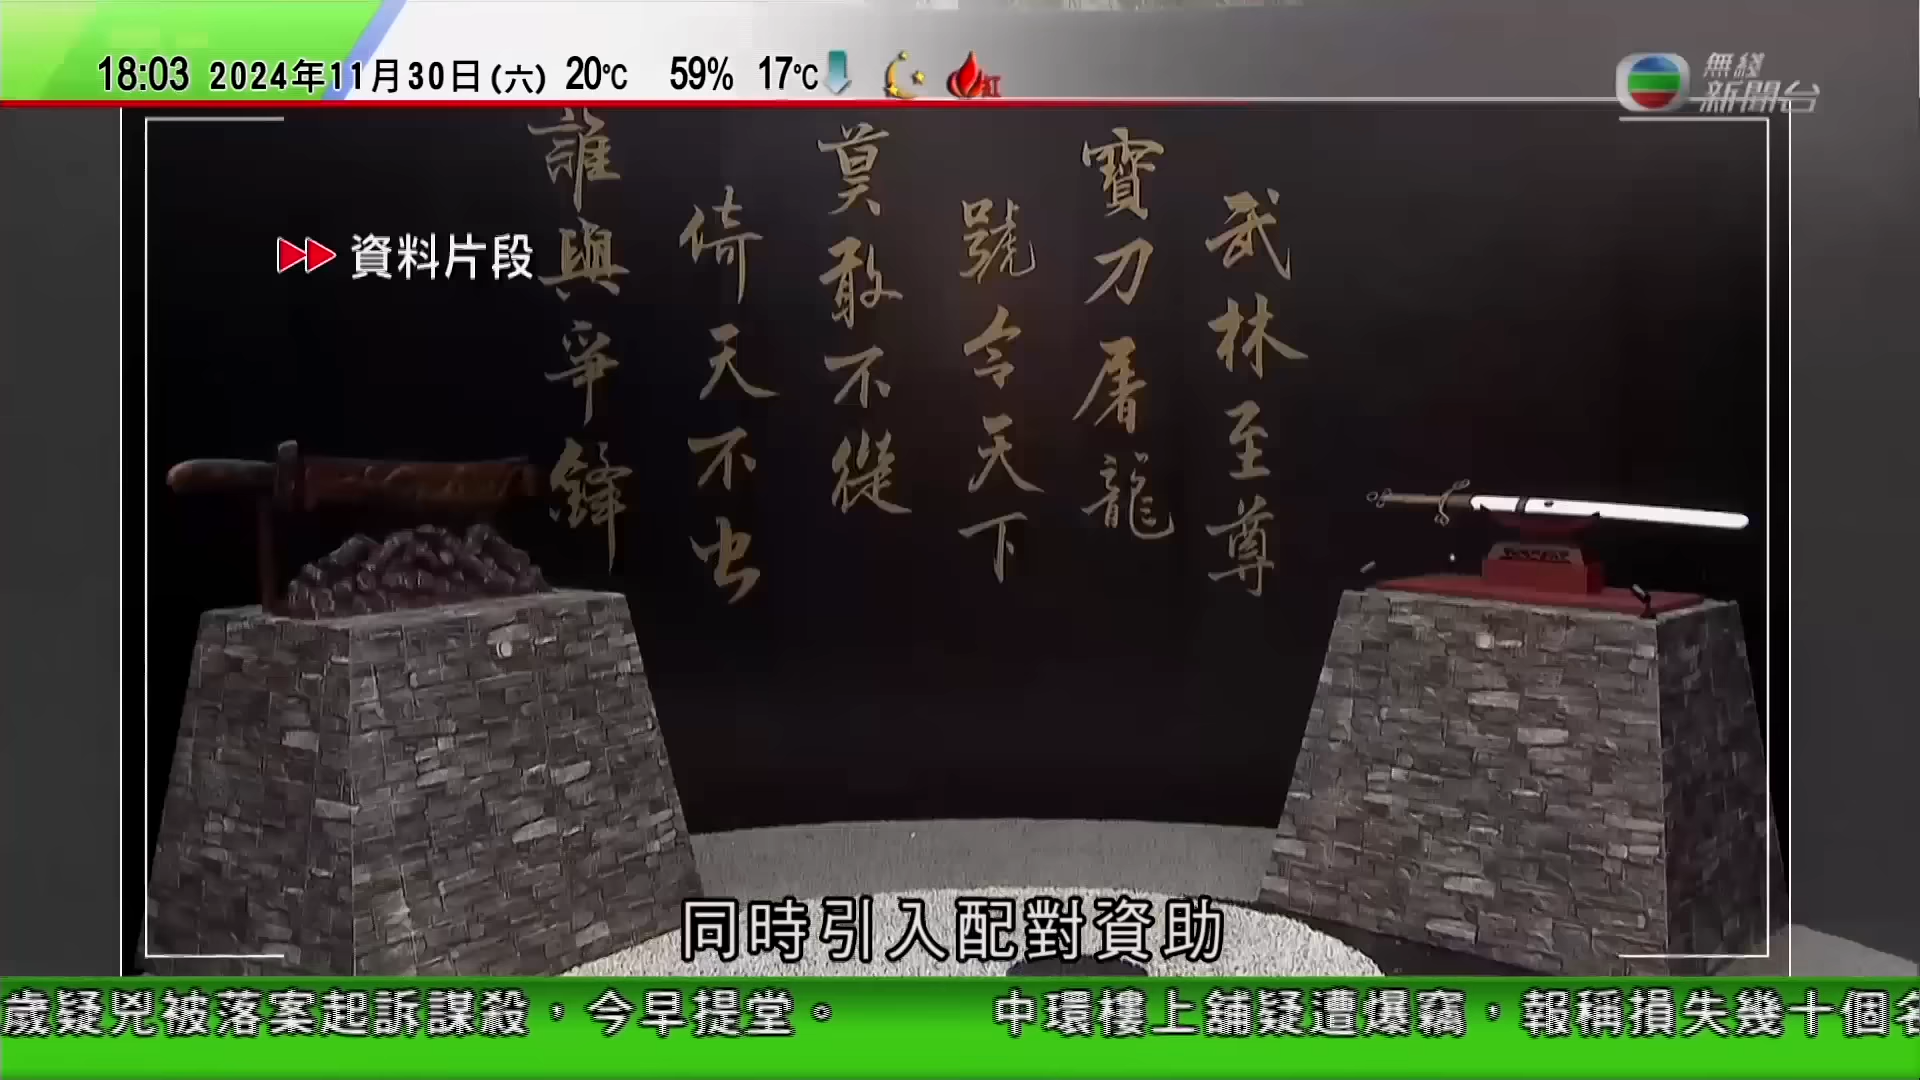 18:03 2024年11月30日(六) 20℃ 59% 17℃ 紅
無綫
新聞台
資料片段
武林至尊
寶刀屠龍
號令天下
莫敢不從
倚天不出
誰與爭鋒
同時引入配對資助
歲疑兇被落案起訴謀殺，今早提堂。 中環樓上舖疑遭爆竊，報稱損失幾十個名